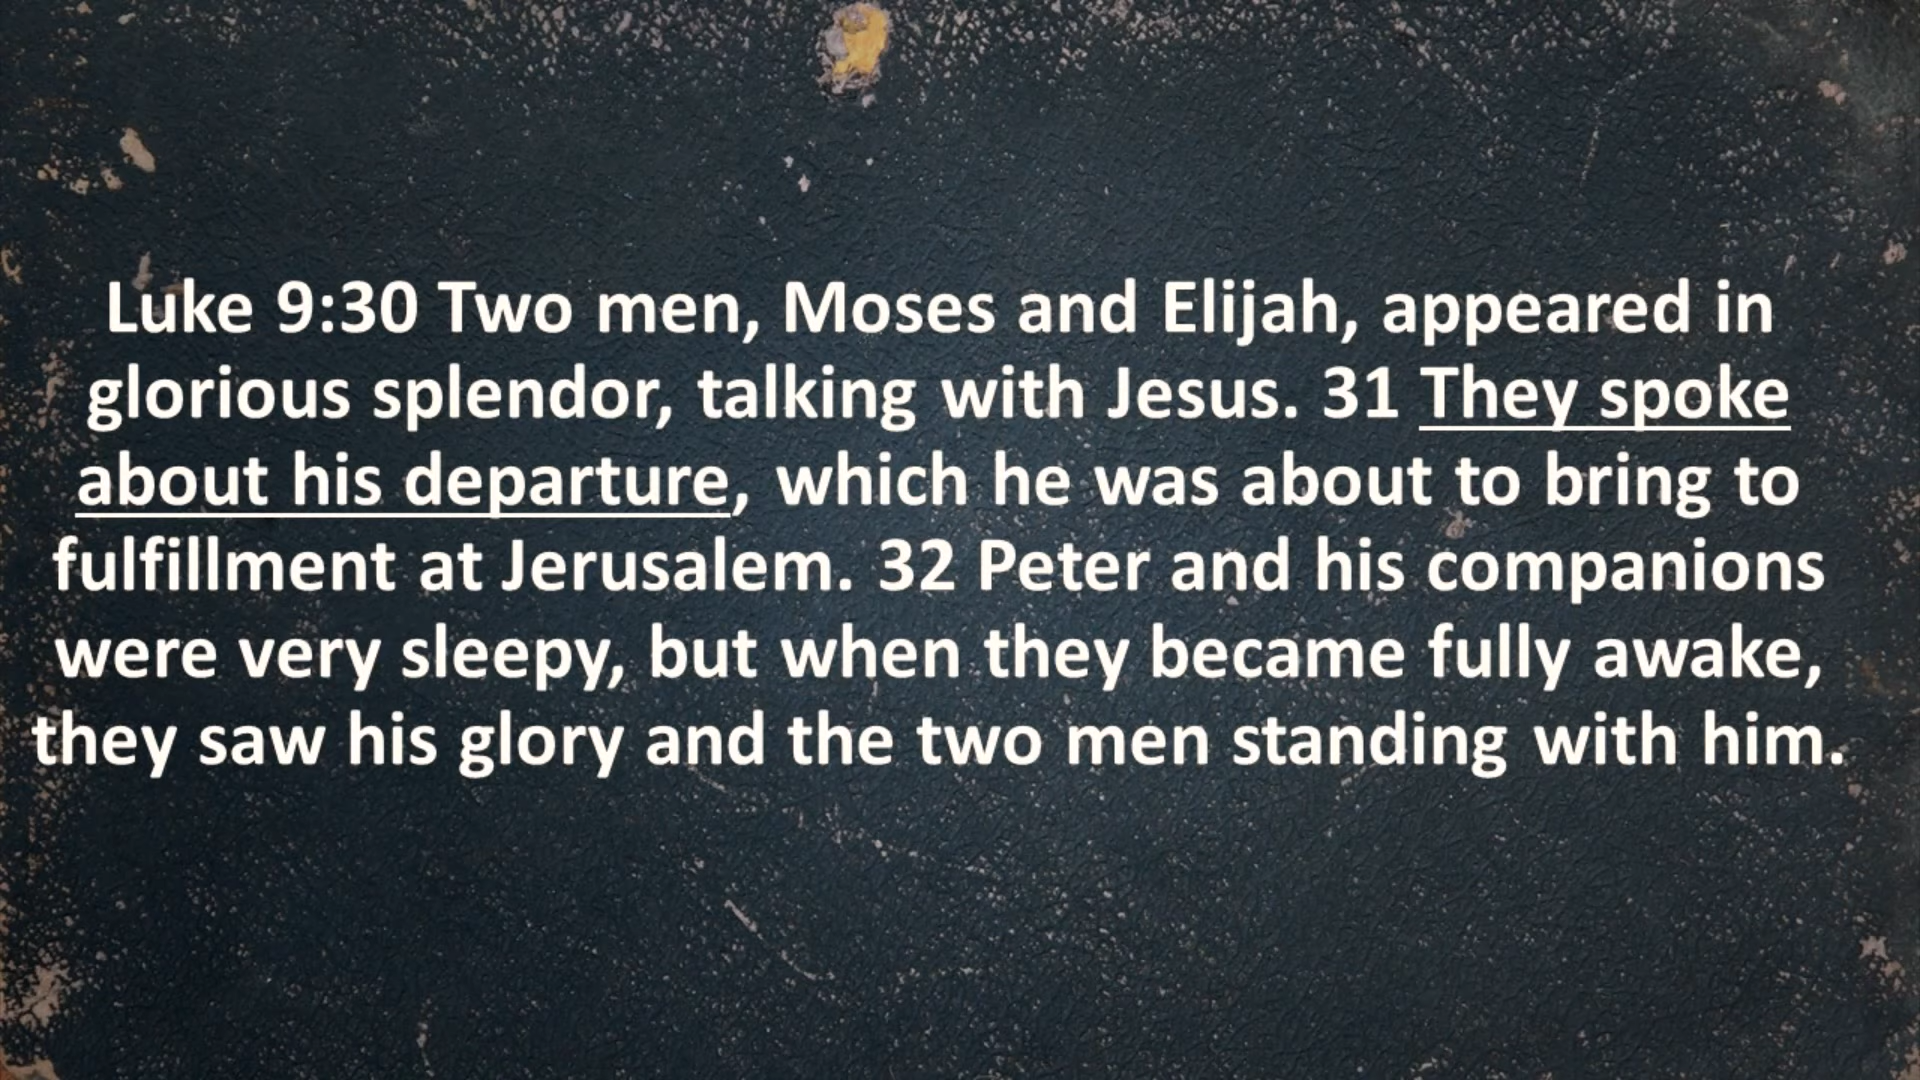 Luke 9:30 Two men, Moses and Elijah, appeared in
glorious splendor, talking with Jesus. 31 They spoke
about his departure, which he was about to bring to
fulfillment at Jerusalem. 32 Peter and his companions
were very sleepy, but when they became fully awake,
they saw his glory and the two men standing with him.